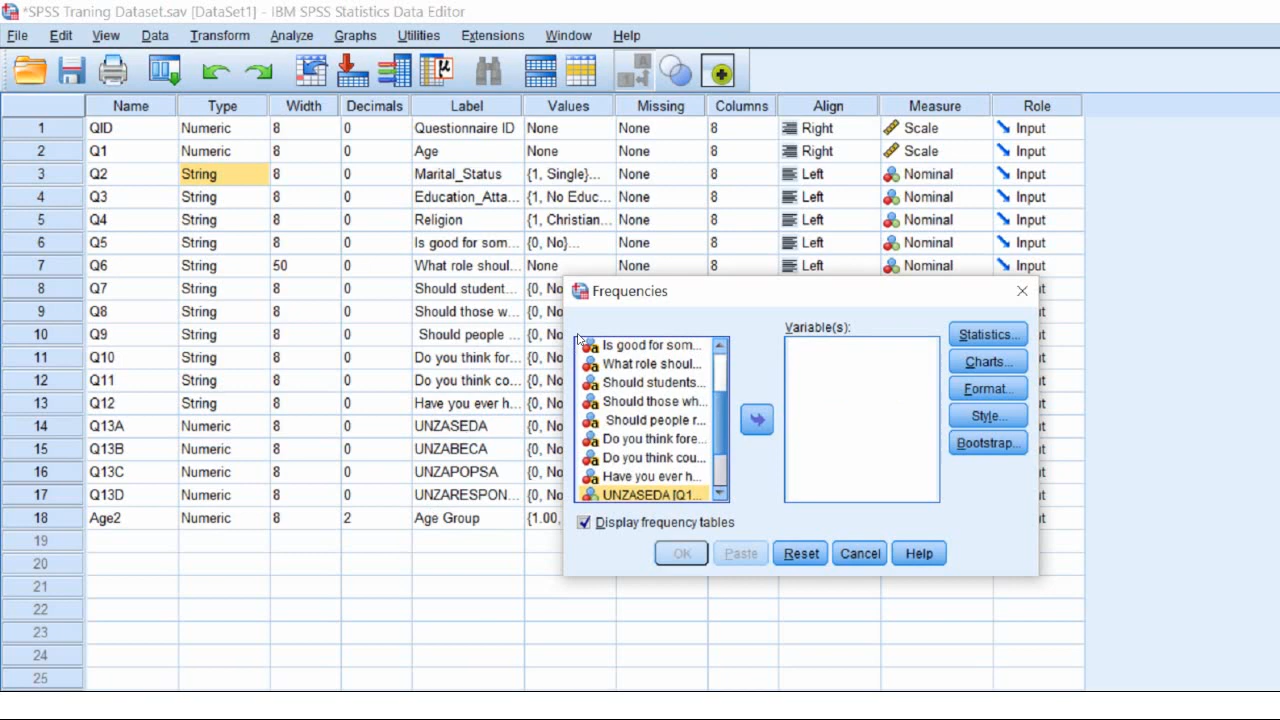 *SPSS Traning Dataset.sav [DataSet1] - IBM SPSS Statistics Data Editor
File Edit View Data Transform Analyze Graphs Utilities Extensions Window Help
Name Type Width Decimals Label Values Missing Columns Align Measure Role
1 QID Numeric 8 0 Questionnaire ID None None 8 Right Scale Input
2 Q1 Numeric 8 0 Age None None 8 Right Scale Input
3 Q2 String 8 0 Marital_Status {1, Single}... None 8 Left Nominal Input
4 Q3 String 8 0 Education_Atta... {1, No Educ... None 8 Left Nominal Input
5 Q4 String 8 0 Religion {1, Christian... None 8 Left Nominal Input
6 Q5 String 8 0 Is good for som... {0, No}... None 8 Left Nominal Input
7 Q6 String 50 0 What role shoul... None None 8 Left Nominal Input
8 Q7 String 8 0 Should student... {0, No
9 Q8 String 8 0 Should those w... {0, No
10 Q9 String 8 0 Should people ... {0, No
11 Q10 String 8 0 Do you think for... {0, No
12 Q11 String 8 0 Do you think co... {0, No
13 Q12 String 8 0 Have you ever h... {0, No
14 Q13A Numeric 8 0 UNZASEDA {0, No
15 Q13B Numeric 8 0 UNZABECA {0, No
16 Q13C Numeric 8 0 UNZAPOPSA {0, No
17 Q13D Numeric 8 0 UNZARESPON... {0, No
18 Age2 Numeric 8 2 Age Group {1.00,
19
20
21
22
23
24
25
Frequencies
Variable(s):
Is good for som...
What role shoul...
Should students...
Should those wh...
Should people r...
Do you think fore...
Do you think cou...
Have you ever h...
UNZASEDA [Q1...
Statistics...
Charts...
Format...
Style...
Bootstrap...
Display frequency tables
OK Paste Reset Cancel Help